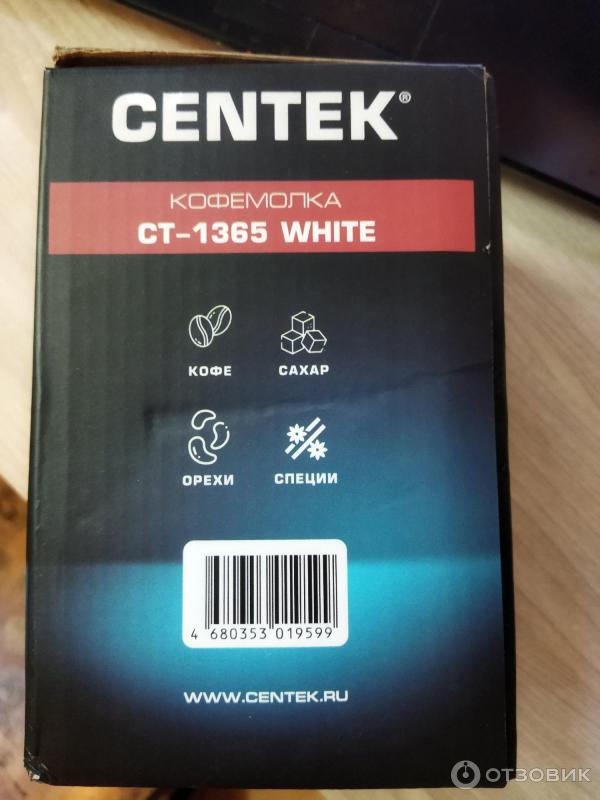 CENTEK®
КОФЕМОЛКА
CT-1365 WHITE
КОФЕ САХАР
ОРЕХИ СПЕЦИИ
4 680353 019599
WWW.CENTEK.RU
ОТЗОВИК